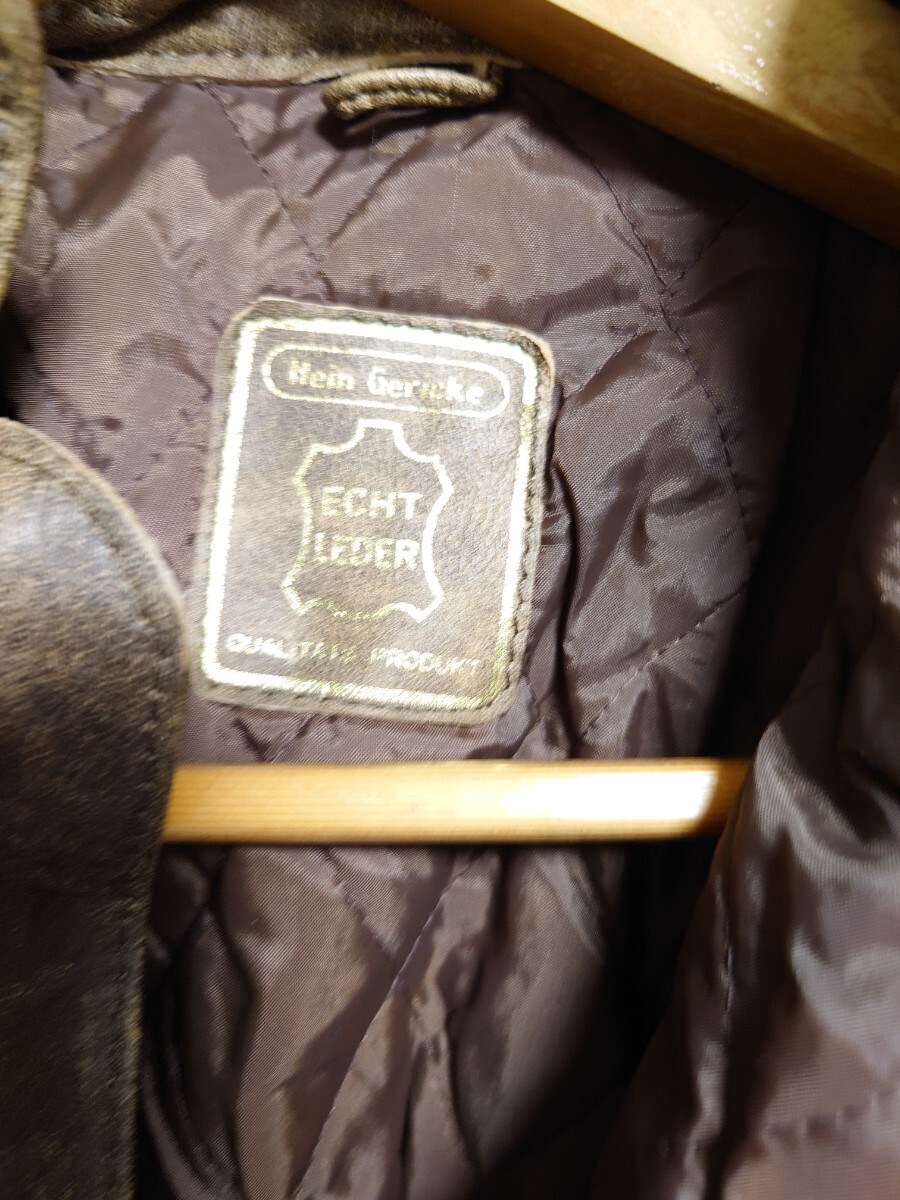 Hein Gericke
ECHT
LEDER
QUALITÄTS PRODUKT